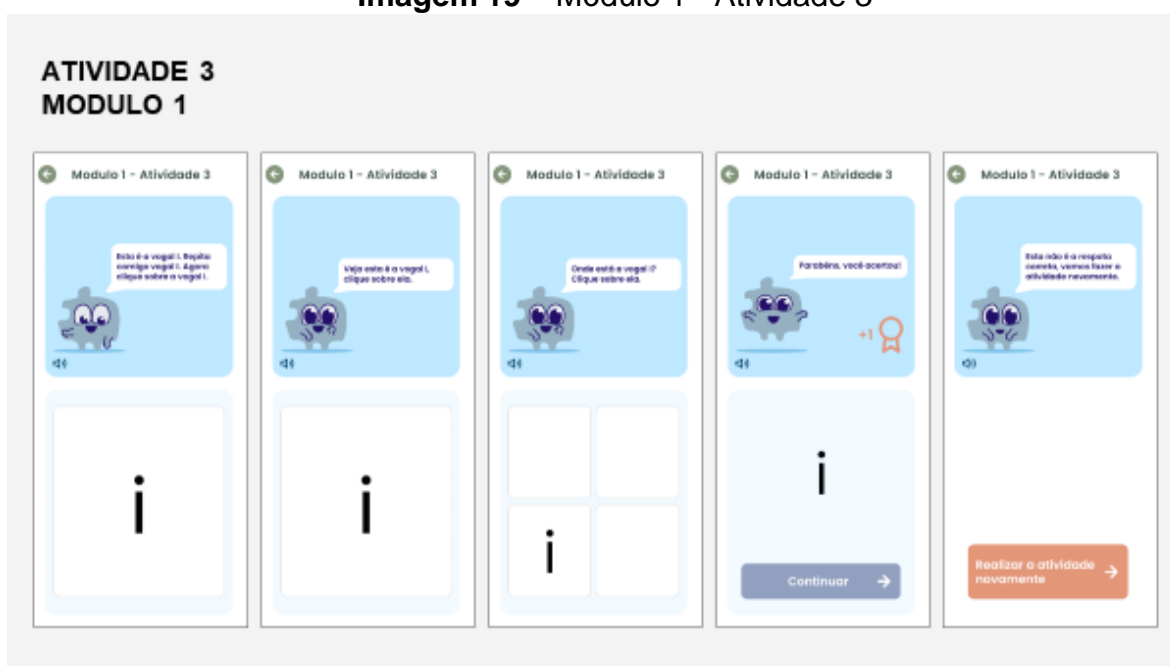 Imagem 19 – Modulo 1 - Atividade 3
ATIVIDADE 3
MODULO 1
Modulo 1 - Atividade 3
Esta é a vogal i. Repita
comigo vogal i. Agora
clique sobre a vogal i.
i
Modulo 1 - Atividade 3
Veja esta é a vogal i,
clique sobre ela.
i
Modulo 1 - Atividade 3
Onde está a vogal i?
Clique sobre ela.
i
Modulo 1 - Atividade 3
Parabéns, você acertou!
+1
i
Continuar
Modulo 1 - Atividade 3
Esta não é a resposta
correta, vamos fazer a
atividade novamente.
Realizar a atividade
novamente